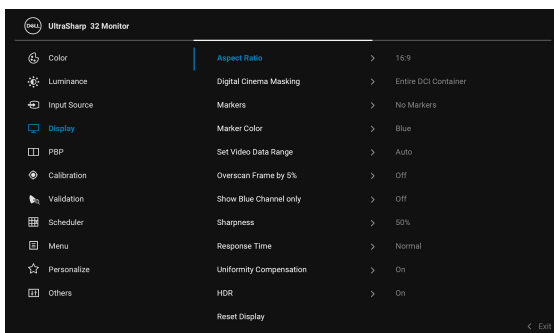 DELL UltraSharp 32 Monitor
Color
Luminance
Input Source
Display
PBP
Calibration
Validation
Scheduler
Menu
Personalize
Others
Aspect Ratio > 16:9
Digital Cinema Masking > Entire DCI Container
Markers > No Markers
Marker Color > Blue
Set Video Data Range > Auto
Overscan Frame by 5% > Off
Show Blue Channel only > Off
Sharpness > 50%
Response Time > Normal
Uniformity Compensation > On
HDR > On
Reset Display
< Exit